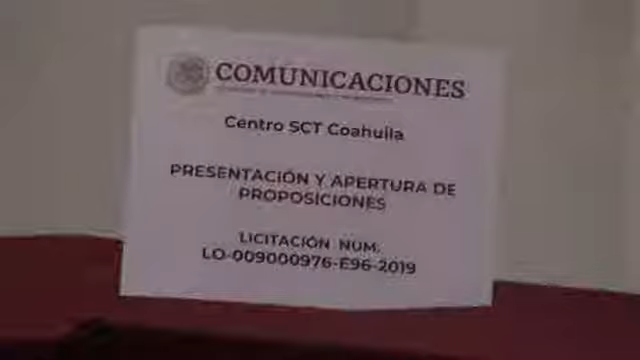 COMUNICACIONES
Centro SCT Coahuila
PRESENTACIÓN Y APERTURA DE
PROPOSICIONES
LICITACIÓN NUM.
LO-009000976-E96-2019